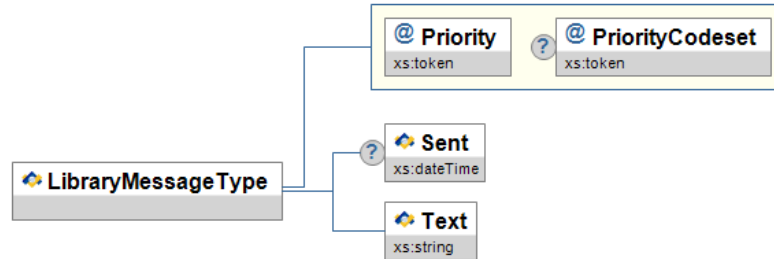 @ Priority
xs:token
? @ PriorityCodeset
xs:token
? Sent
xs:dateTime
LibraryMessageType
Text
xs:string